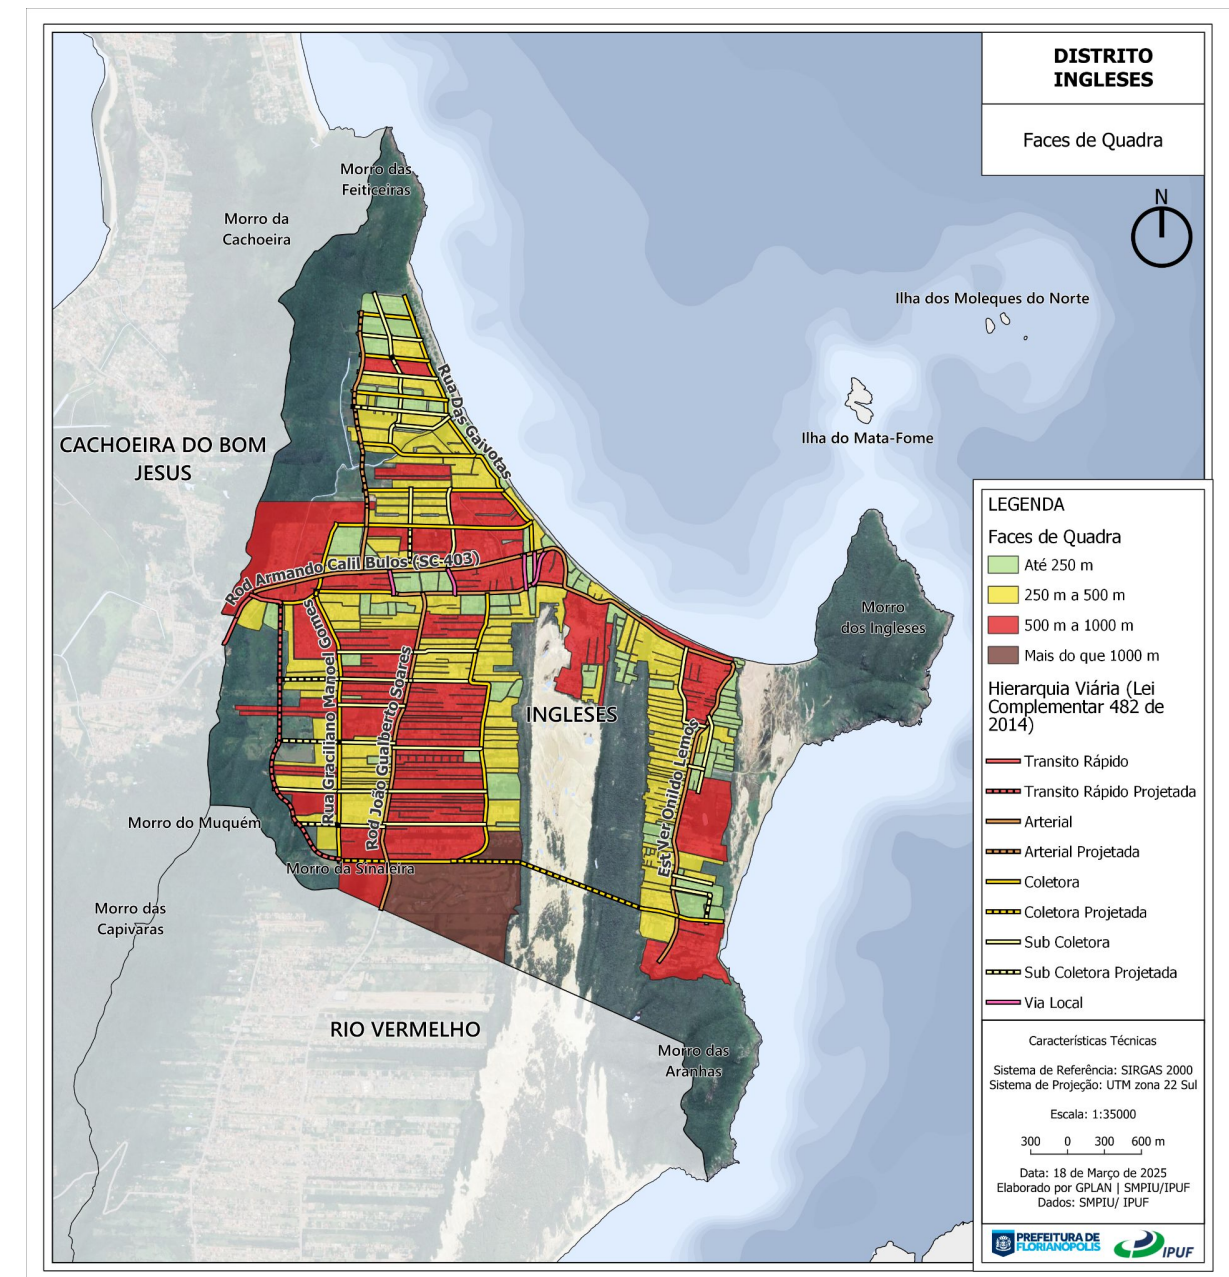 DISTRITO
INGLESES
Faces de Quadra
N
Morro das
Feiticeiras
Morro da
Cachoeira
Ilha dos Moleques do Norte
Rua Das Gaivotas
CACHOEIRA DO BOM
JESUS
Ilha do Mata-Fome
Rod Armando Calil Bulos (SC-403)
Morro
dos Ingleses
Rua Graciliano Manoel Gomes
Rod João Gualberto Soares
INGLESES
Est Ver Onildo Lemos
Morro do Muquém
Morro da Sinaleira
Morro das
Capivaras
RIO VERMELHO
Morro das
Aranhas
LEGENDA
Faces de Quadra
Até 250 m
250 m a 500 m
500 m a 1000 m
Mais do que 1000 m
Hierarquia Viária (Lei
Complementar 482 de
2014)
Transito Rápido
Transito Rápido Projetada
Arterial
Arterial Projetada
Coletora
Coletora Projetada
Sub Coletora
Sub Coletora Projetada
Via Local
Características Técnicas
Sistema de Referência: SIRGAS 2000
Sistema de Projeção: UTM zona 22 Sul
Escala: 1:35000
300 0 300 600 m
Data: 18 de Março de 2025
Elaborado por GPLAN | SMPIU/IPUF
Dados: SMPIU/ IPUF
PREFEITURA DE
FLORIANÓPOLIS
IPUF